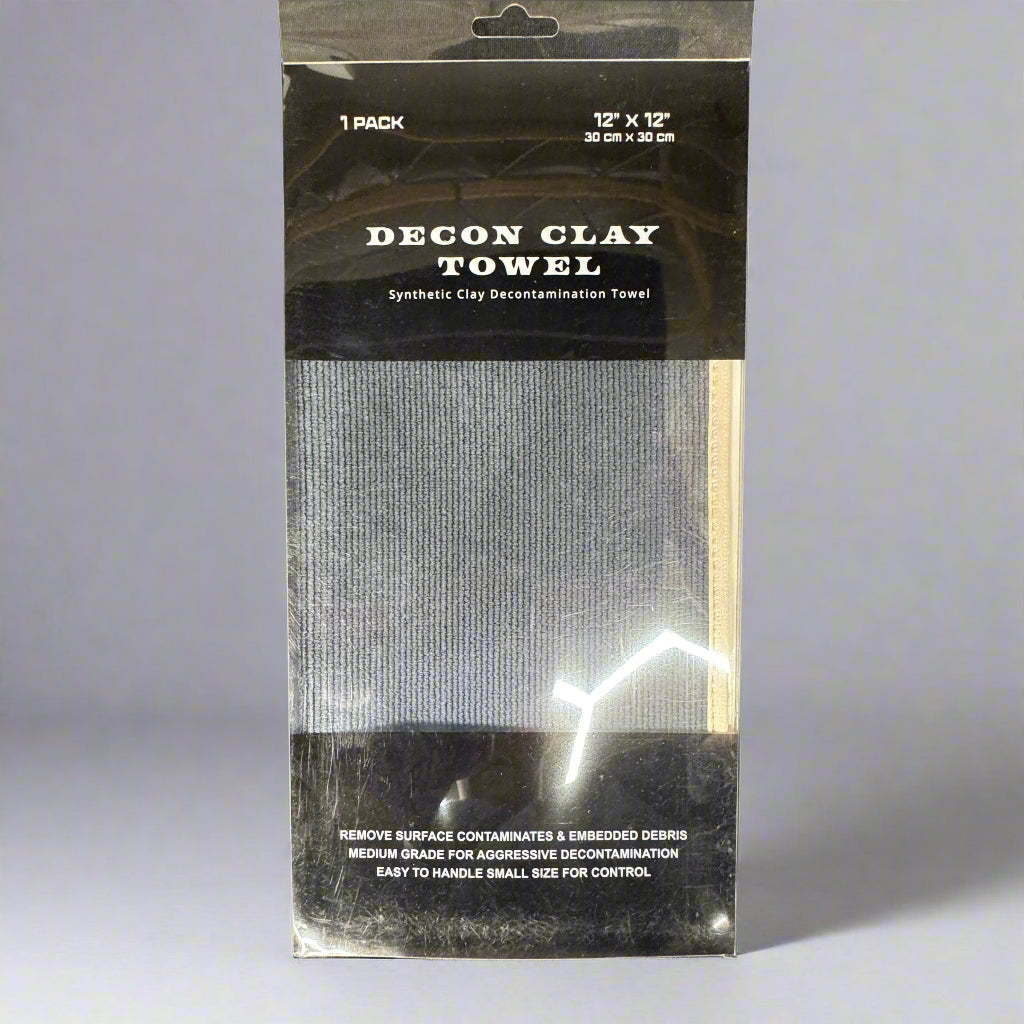 1 PACK
12” X 12”
30 cm x 30 cm
DECON CLAY
TOWEL
Synthetic Clay Decontamination Towel
REMOVE SURFACE CONTAMINATES & EMBEDDED DEBRIS
MEDIUM GRADE FOR AGGRESSIVE DECONTAMINATION
EASY TO HANDLE SMALL SIZE FOR CONTROL